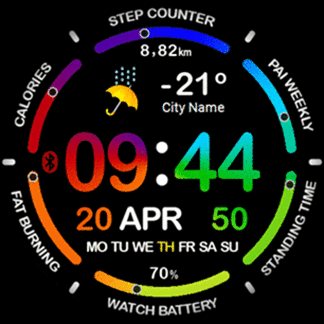 STEP COUNTER
8,82km
CALORIES
PAI WEEKLY
-21°
City Name
09:44
20 APR 50
MO TU WE TH FR SA SU
FAT BURNING
STANDING TIME
70%
WATCH BATTERY